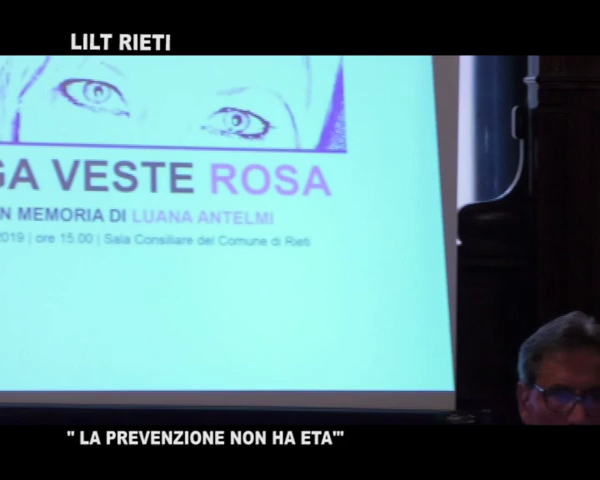 LILT RIETI
GA VESTE ROSA
IN MEMORIA DI LUANA ANTELMI
2019 | ore 15.00 | Sala Consiliare del Comune di Rieti
" LA PREVENZIONE NON HA ETA'"